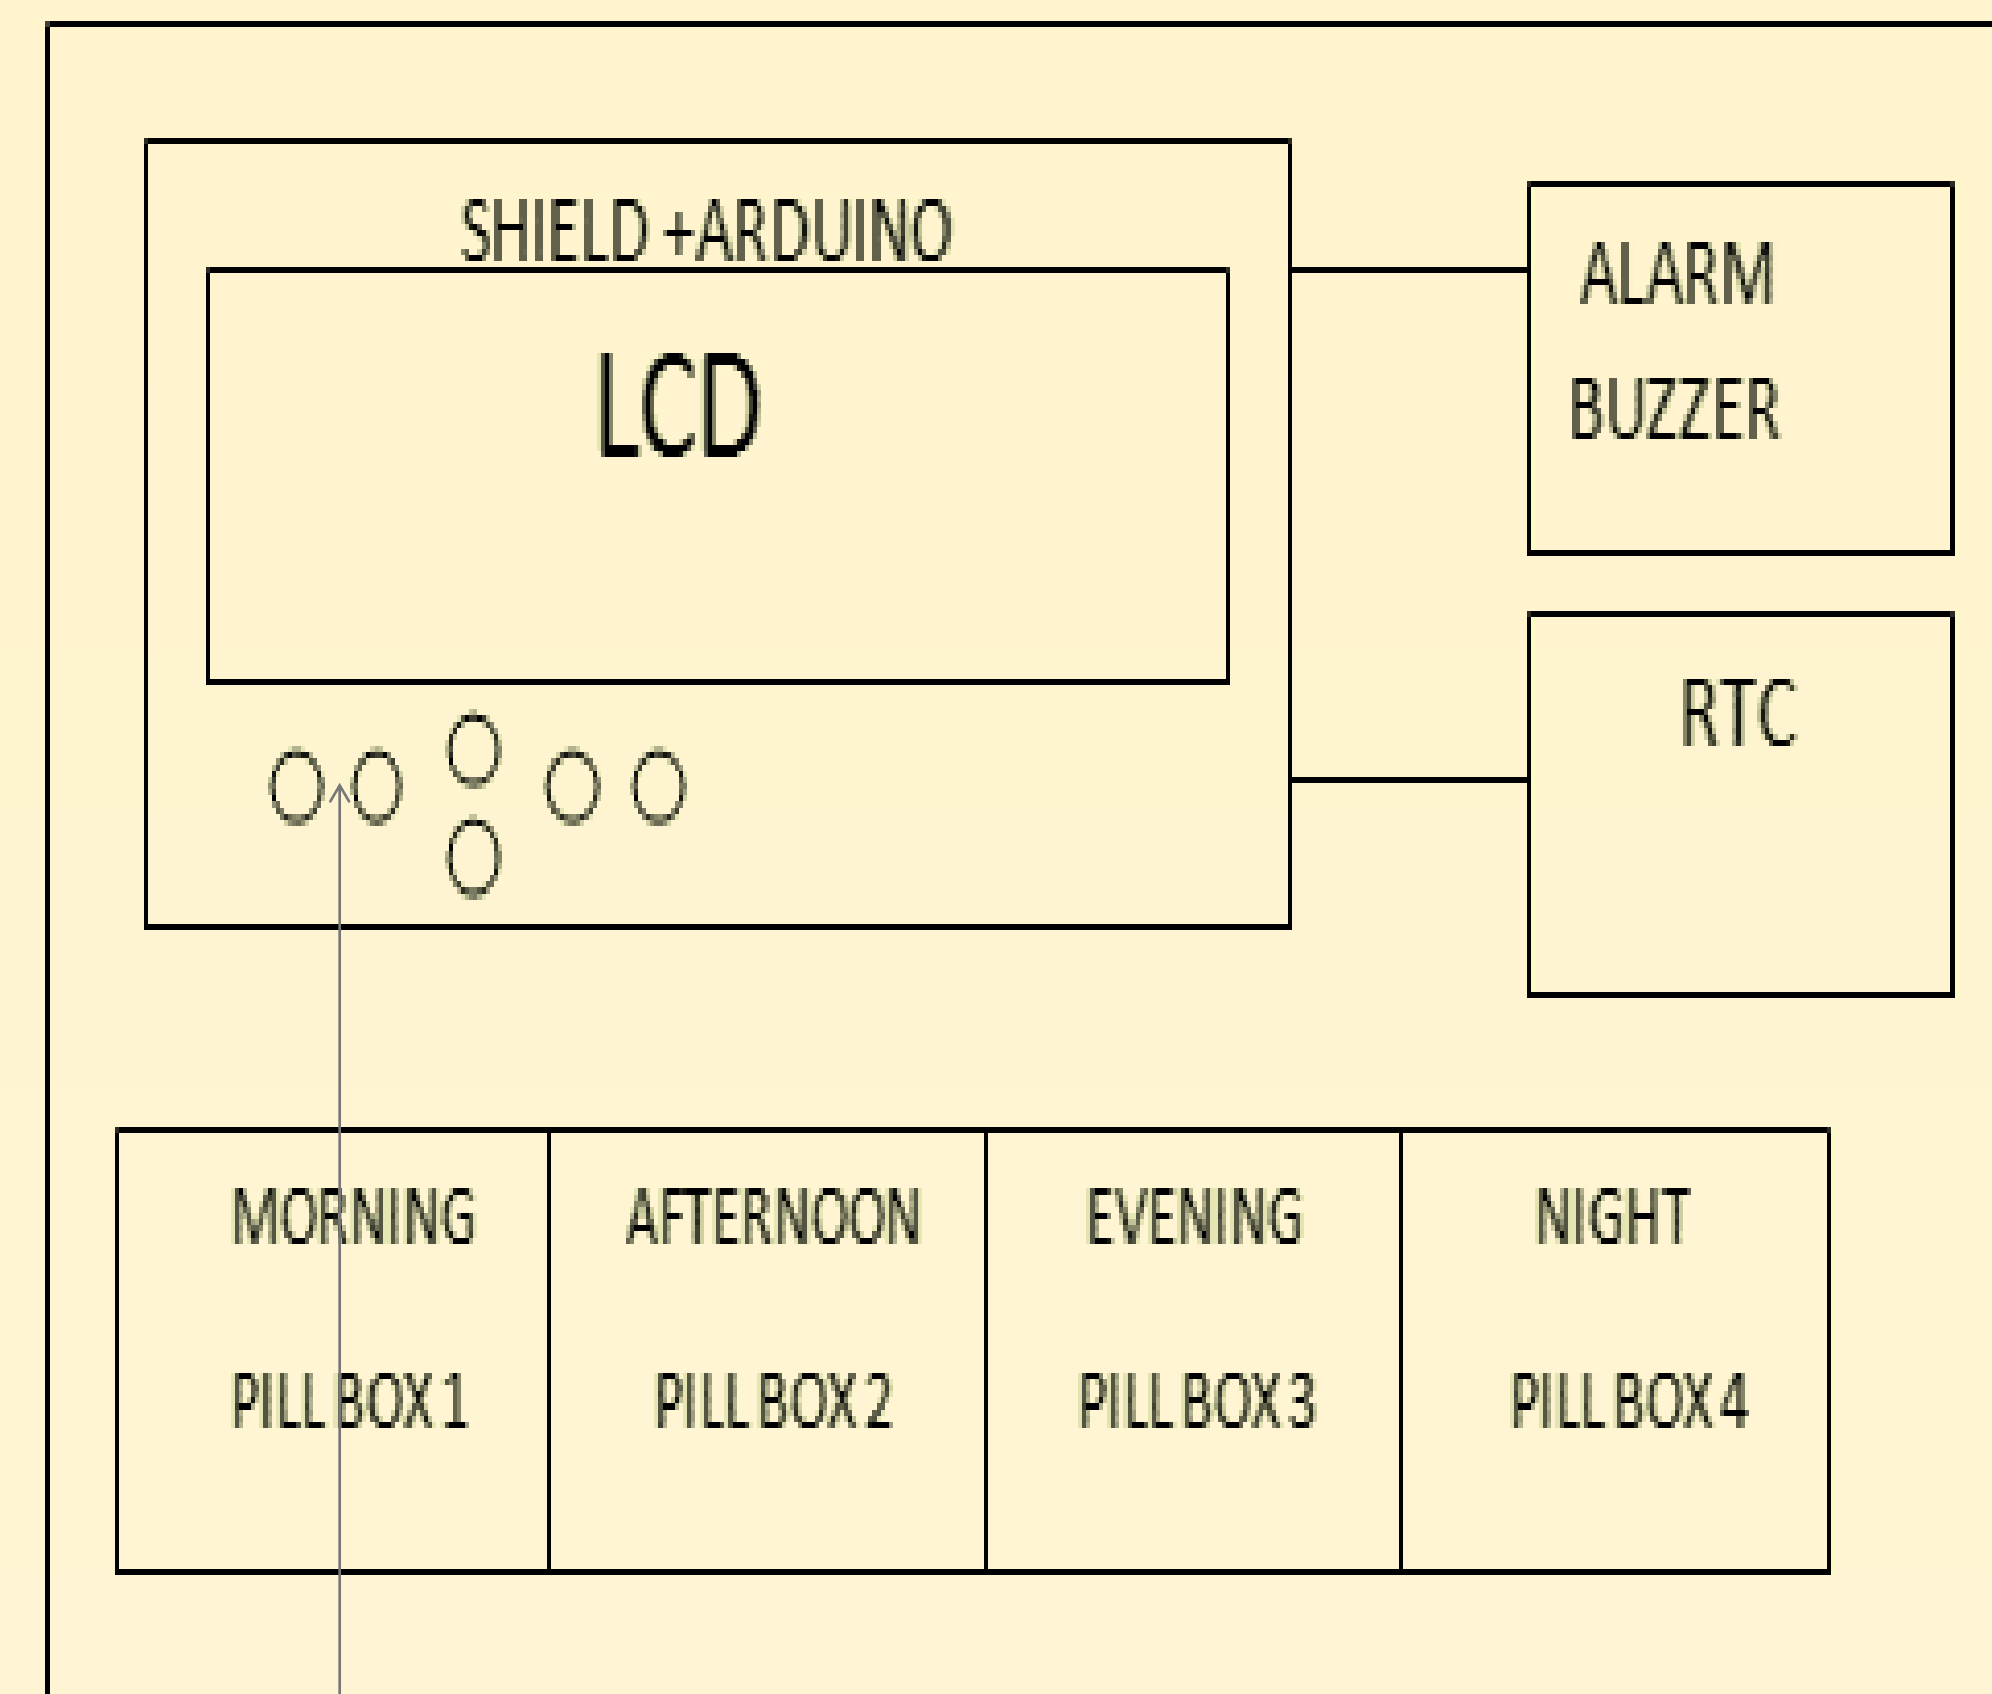 SHIELD +ARDUINO
LCD
ALARM
BUZZER
RTC
MORNING
PILL BOX 1
AFTERNOON
PILL BOX 2
EVENING
PILL BOX 3
NIGHT
PILL BOX 4